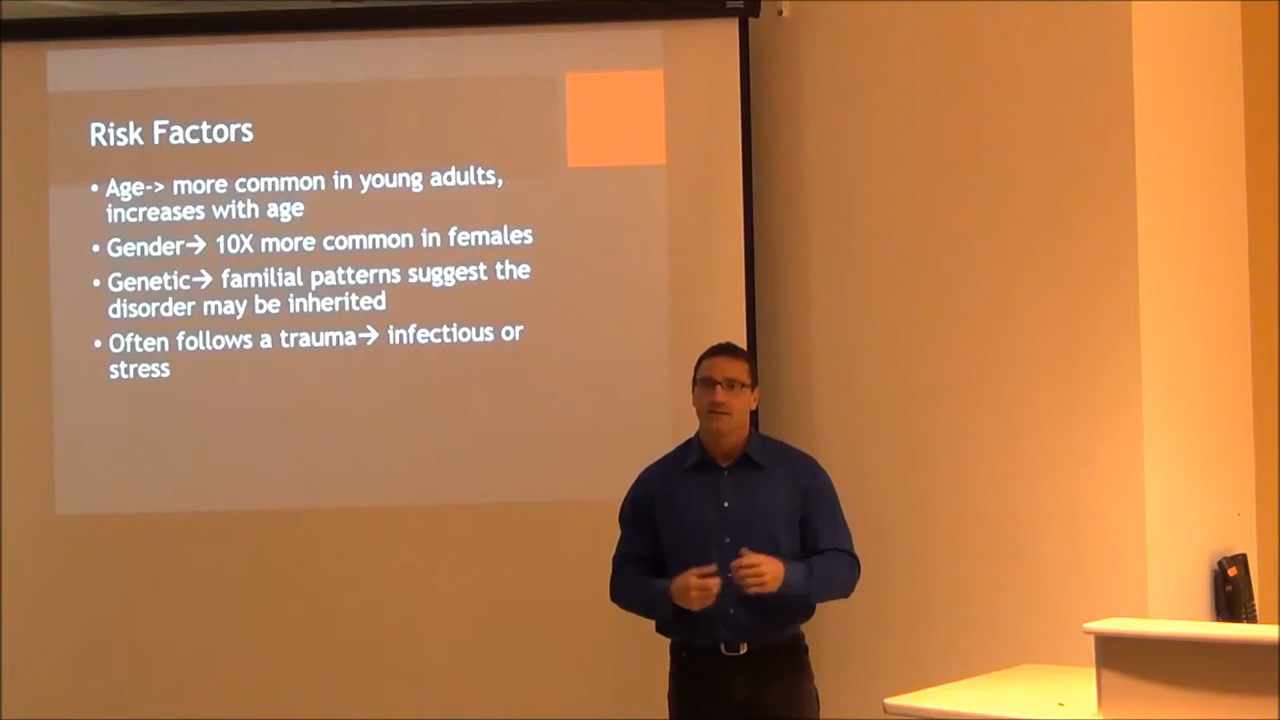 Risk Factors
• Age-> more common in young adults,
increases with age
• Gender→ 10X more common in females
• Genetic→ familial patterns suggest the
disorder may be inherited
• Often follows a trauma→ infectious or
stress